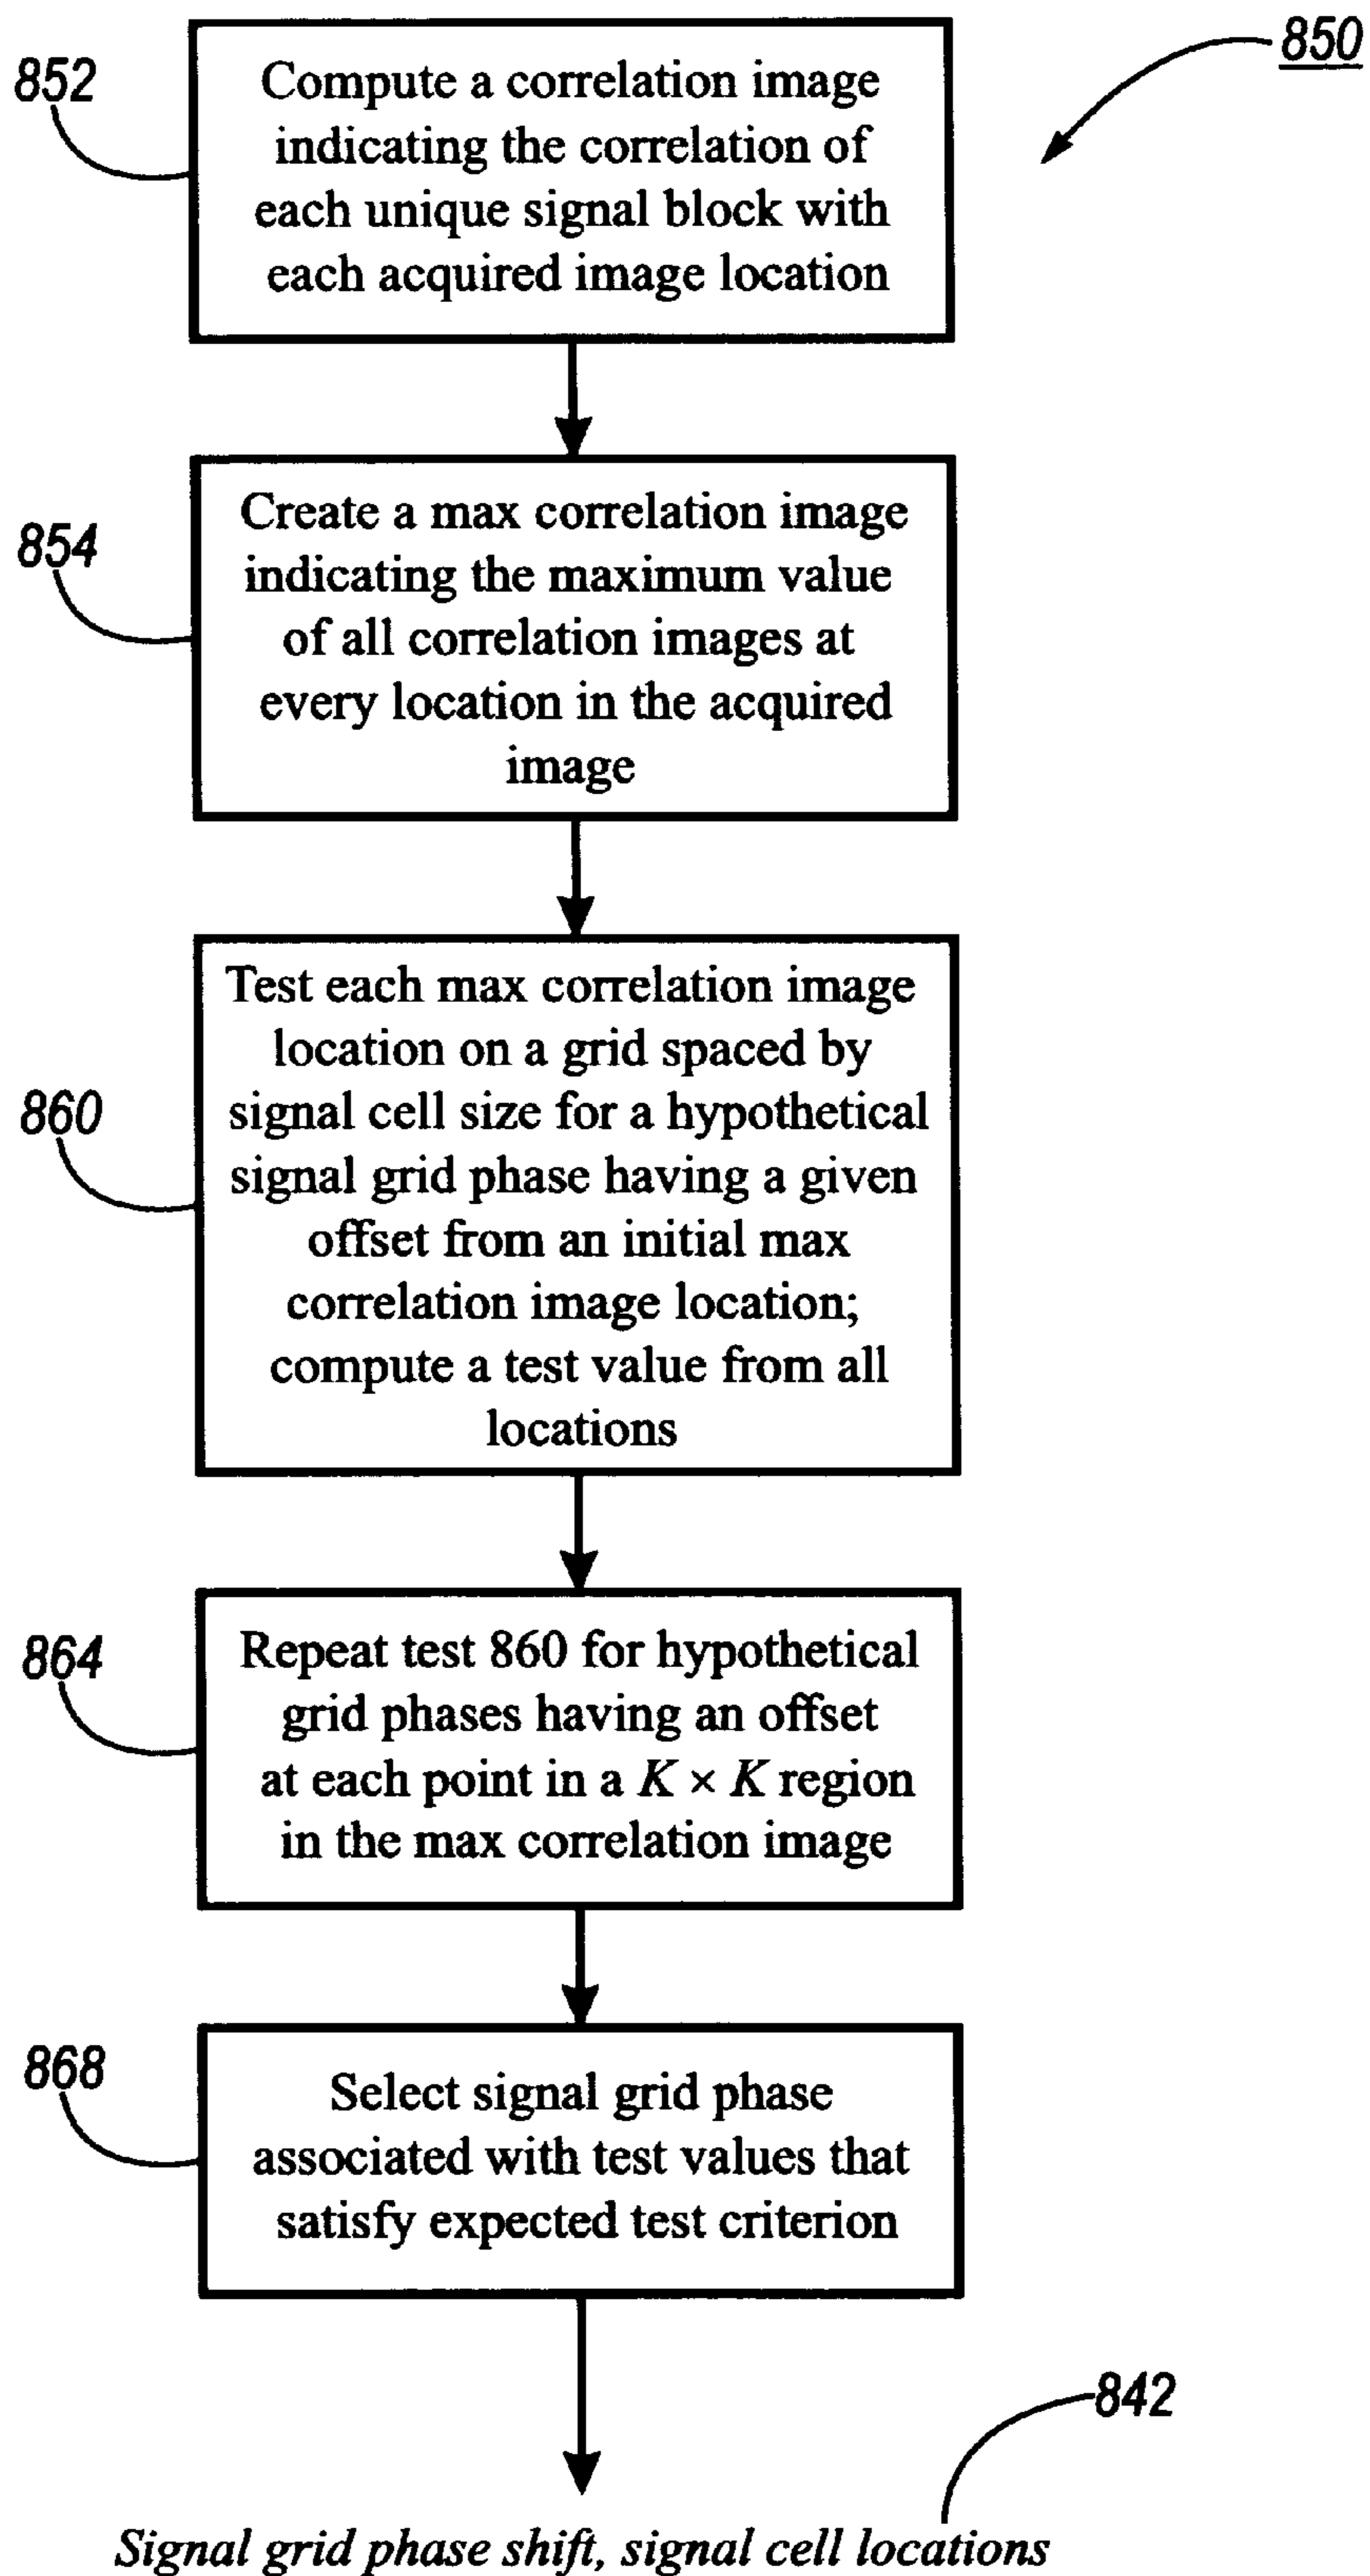 850
852
Compute a correlation image
indicating the correlation of
each unique signal block with
each acquired image location
854
Create a max correlation image
indicating the maximum value
of all correlation images at
every location in the acquired
image
860
Test each max correlation image
location on a grid spaced by
signal cell size for a hypothetical
signal grid phase having a given
offset from an initial max
correlation image location;
compute a test value from all
locations
864
Repeat test 860 for hypothetical
grid phases having an offset
at each point in a K × K region
in the max correlation image
868
Select signal grid phase
associated with test values that
satisfy expected test criterion
842
Signal grid phase shift, signal cell locations